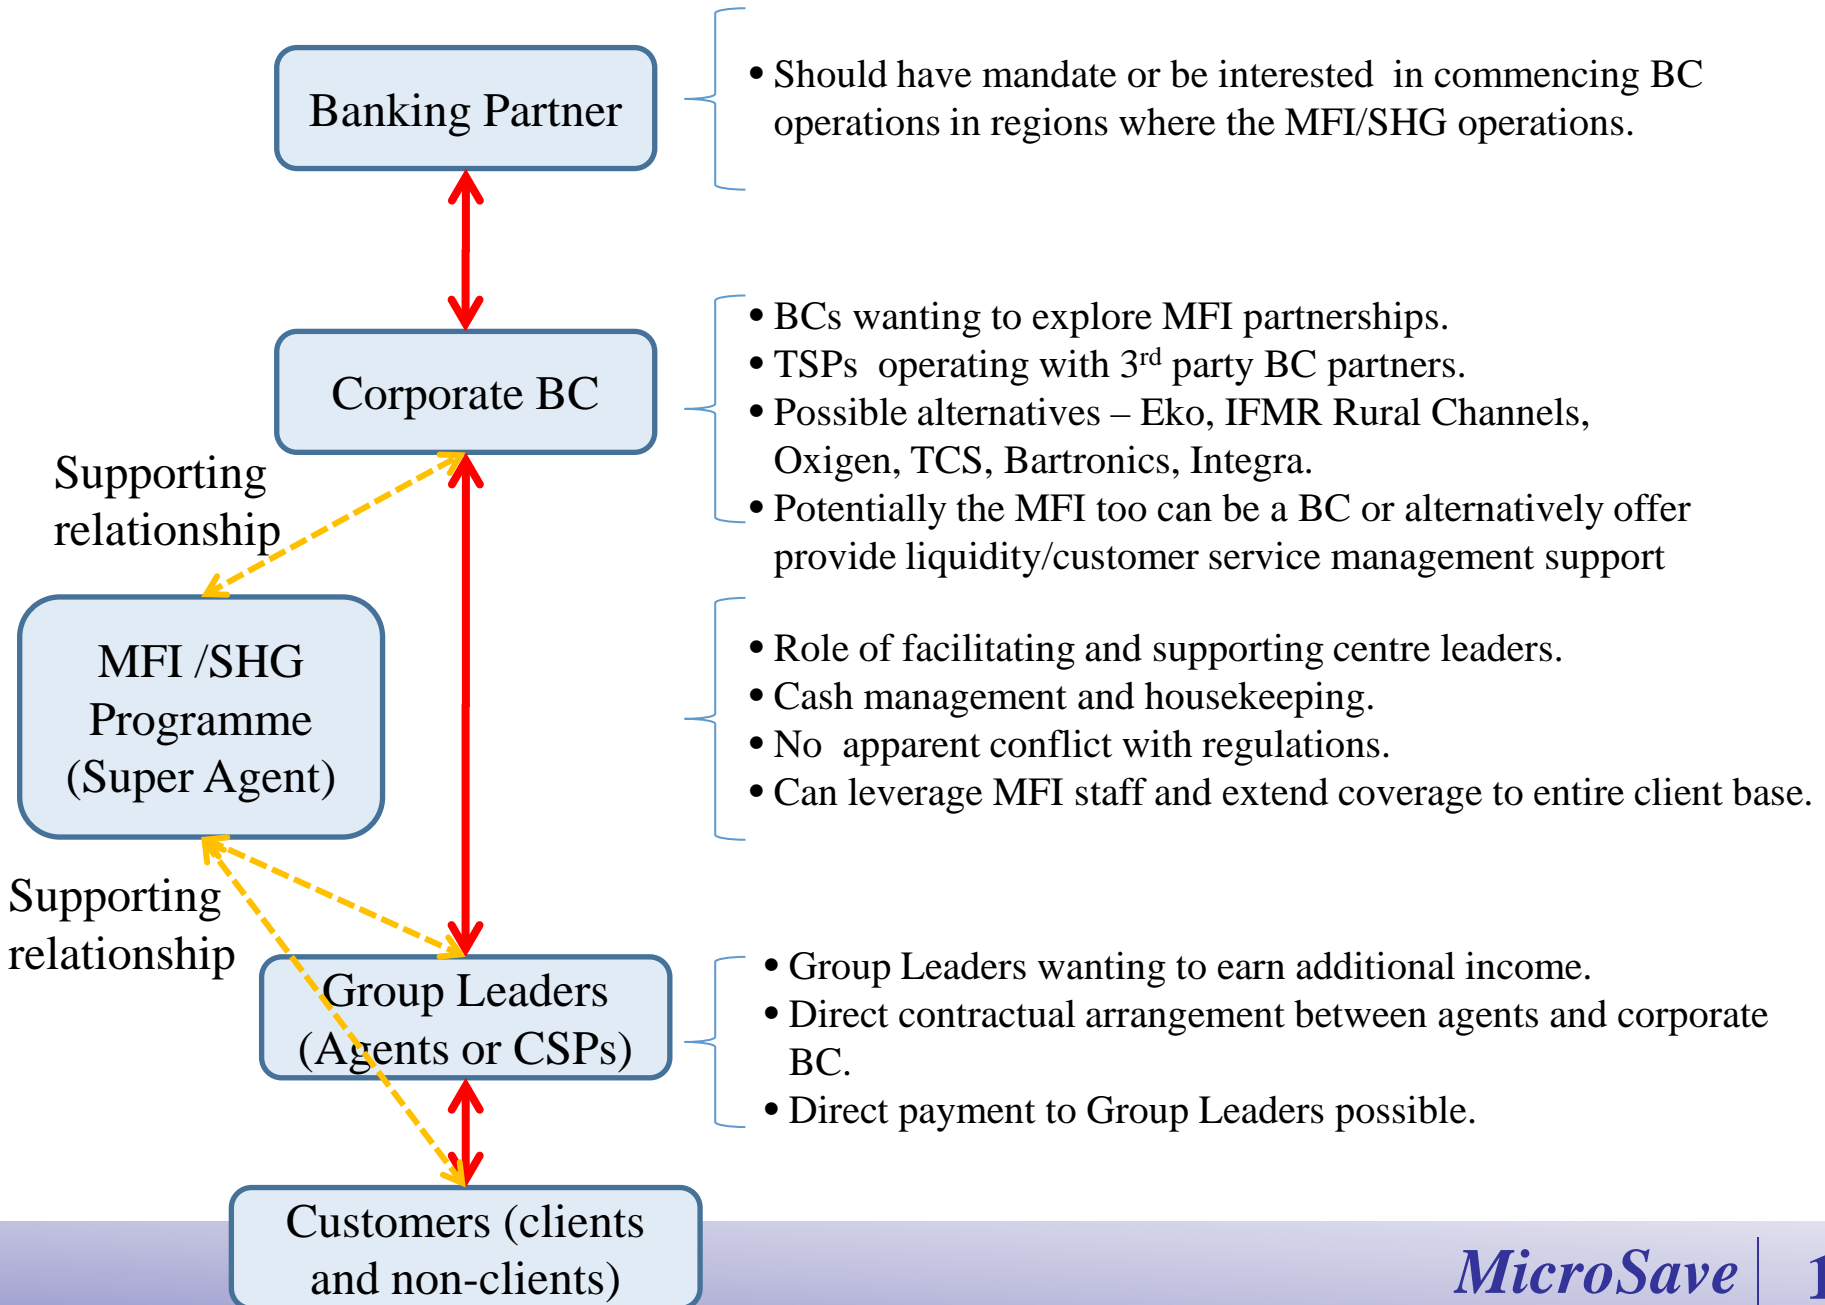 Banking Partner
• Should have mandate or be interested in commencing BC
operations in regions where the MFI/SHG operations.
Corporate BC
• BCs wanting to explore MFI partnerships.
• TSPs operating with 3rd party BC partners.
• Possible alternatives – Eko, IFMR Rural Channels,
Oxigen, TCS, Bartronics, Integra.
• Potentially the MFI too can be a BC or alternatively offer
provide liquidity/customer service management support
Supporting
relationship
MFI /SHG
Programme
(Super Agent)
• Role of facilitating and supporting centre leaders.
• Cash management and housekeeping.
• No apparent conflict with regulations.
• Can leverage MFI staff and extend coverage to entire client base.
Supporting
relationship
Group Leaders
(Agents or CSPs)
• Group Leaders wanting to earn additional income.
• Direct contractual arrangement between agents and corporate
BC.
• Direct payment to Group Leaders possible.
Customers (clients
and non-clients)
MicroSave